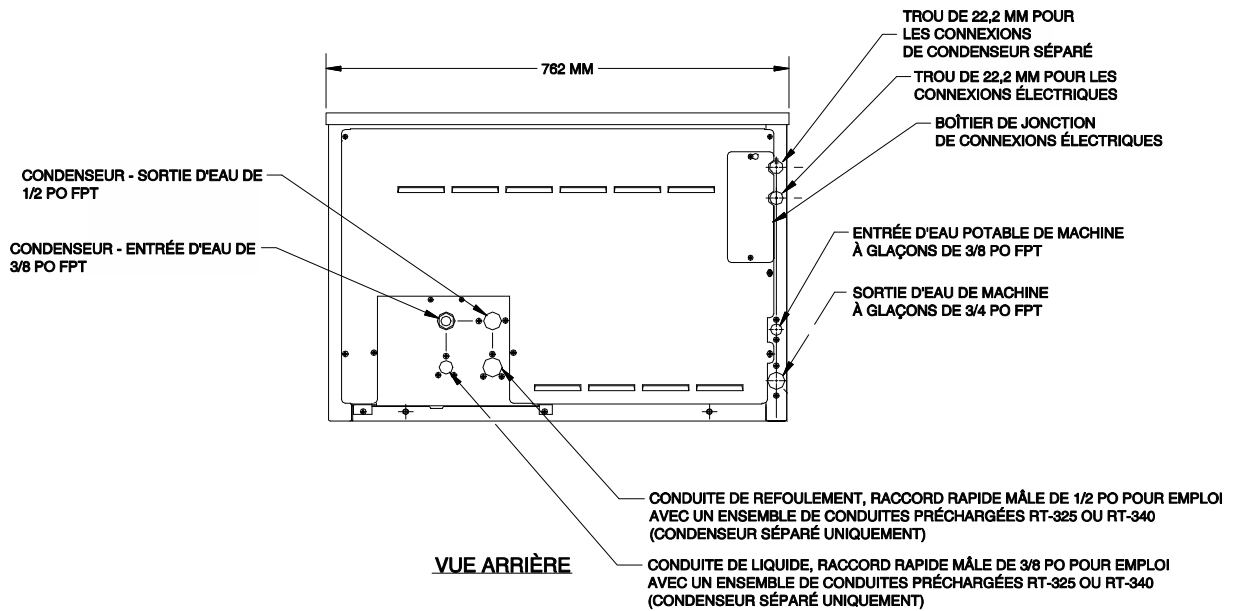 TROU DE 22,2 MM POUR
LES CONNEXIONS
DE CONDENSEUR SÉPARÉ
762 MM
TROU DE 22,2 MM POUR LES
CONNEXIONS ÉLECTRIQUES
BOÎTIER DE JONCTION
DE CONNEXIONS ÉLECTRIQUES
CONDENSEUR - SORTIE D'EAU DE
1/2 PO FPT
CONDENSEUR - ENTRÉE D'EAU DE
3/8 PO FPT
ENTRÉE D'EAU POTABLE DE MACHINE
À GLAÇONS DE 3/8 PO FPT
SORTIE D'EAU DE MACHINE
À GLAÇONS DE 3/4 PO FPT
CONDUITE DE REFOULEMENT, RACCORD RAPIDE MÂLE DE 1/2 PO POUR EMPLOI
AVEC UN ENSEMBLE DE CONDUITES PRÉCHARGÉES RT-325 OU RT-340
(CONDENSEUR SÉPARÉ UNIQUEMENT)
VUE ARRIÈRE
CONDUITE DE LIQUIDE, RACCORD RAPIDE MÂLE DE 3/8 PO POUR EMPLOI
AVEC UN ENSEMBLE DE CONDUITES PRÉCHARGÉES RT-325 OU RT-340
(CONDENSEUR SÉPARÉ UNIQUEMENT)